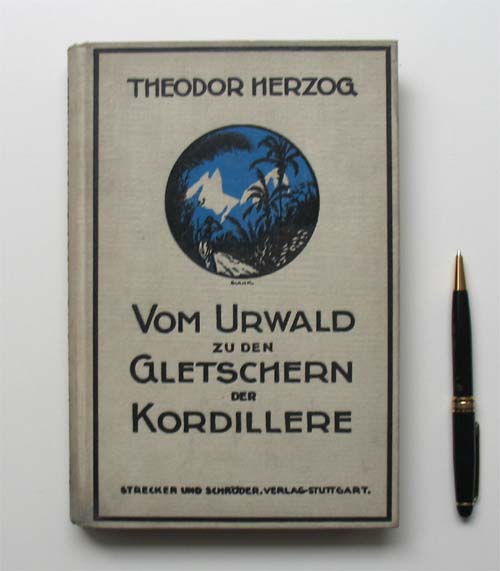 THEODOR HERZOG
VOM URWALD
ZU DEN
GLETSCHERN
DER
KORDILLERE
STRECKER UND SCHRÖDER, VERLAG-STUTTGART.